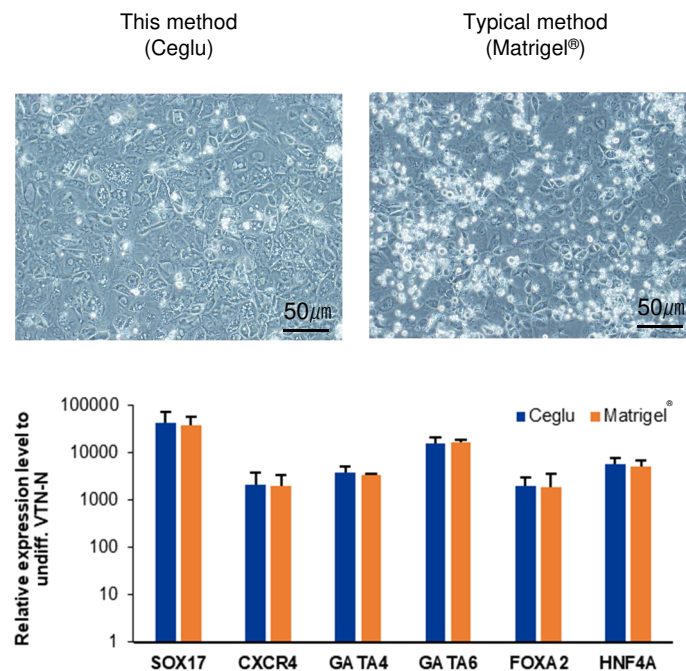 This method
(Ceglu)
Typical method
(Matrigel®)
50μm
50μm
Relative expression level to
undiff. VTN-N
100000
10000
1000
100
10
1
Ceglu
Matrigel®
SOX17
CXCR4
GATA4
GATA6
FOXA2
HNF4A